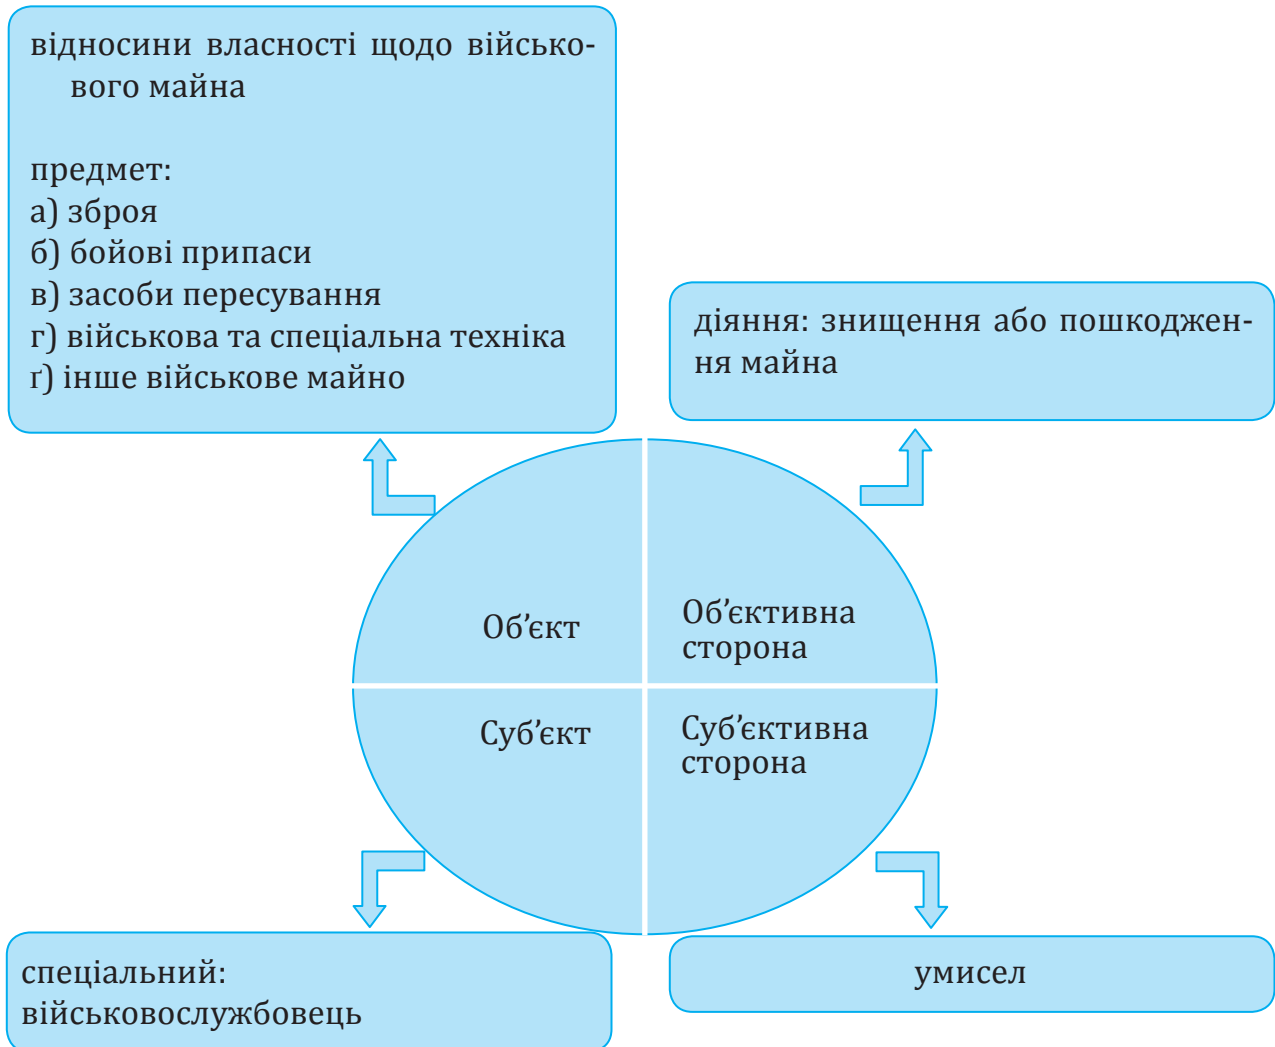 відносини власності щодо військо-
вого майна
предмет:
а) зброя
б) бойові припаси
в) засоби пересування
г) військова та спеціальна техніка
ґ) інше військове майно
діяння: знищення або пошкоджен-
ня майна
Об’єкт
Об’єктивна
сторона
Суб’єкт
Суб’єктивна
сторона
спеціальний:
військовослужбовець
умисел